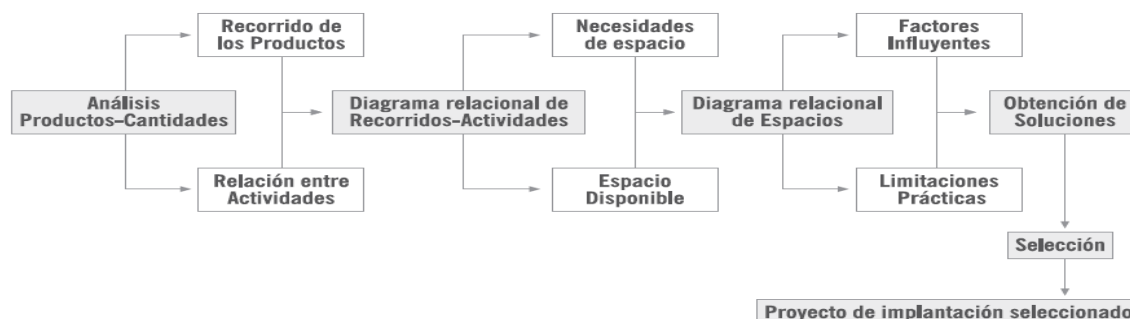 Recorrido de
los Productos
Necesidades
de espacio
Factores
Influyentes
Análisis
Productos-Cantidades
Diagrama relacional de
Recorridos-Actividades
Diagrama relacional
de Espacios
Obtención de
Soluciones
Relación entre
Actividades
Espacio
Disponible
Limitaciones
Prácticas
Selección
Proyecto de implantación seleccionado